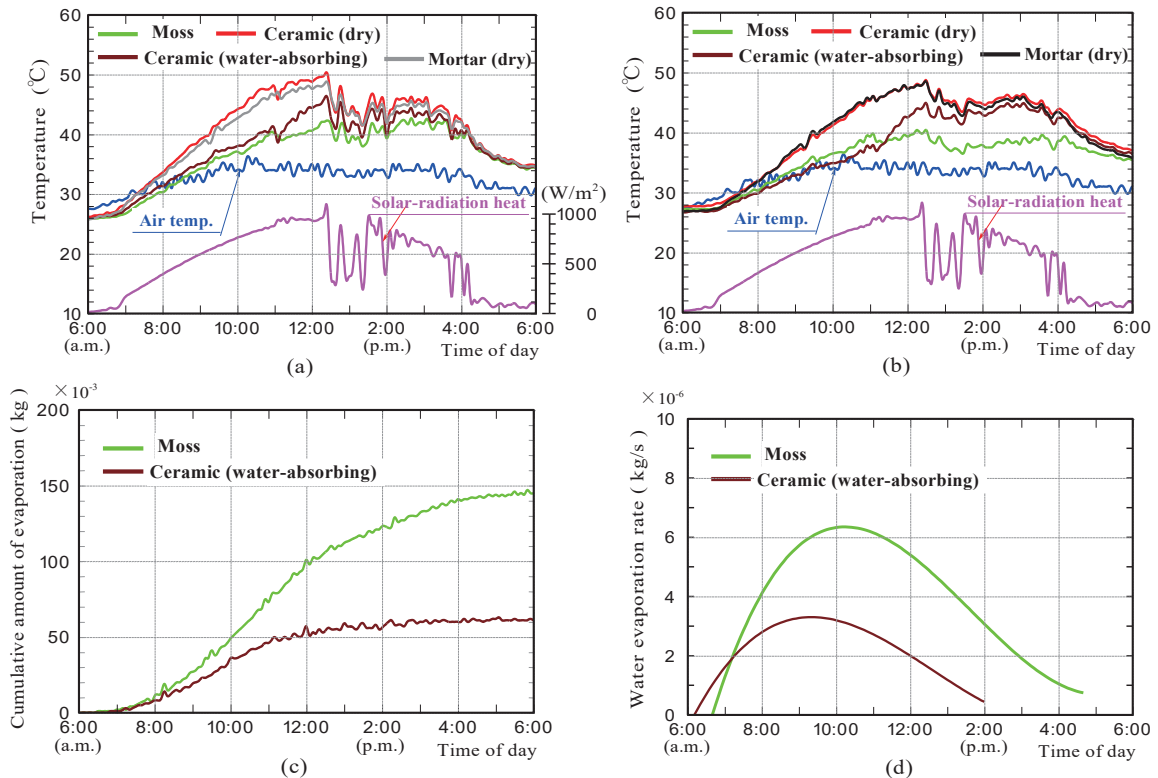 Moss Ceramic (dry)
Ceramic (water-absorbing) Mortar (dry)
Temperature (℃)
60
50
40
30
20
10
Air temp.
Solar-radiation heat
(W/m²)
1000
500
0
6:00 8:00 10:00 12:00 2:00 4:00 6:00
(a.m.) (p.m.) Time of day
(a)
Moss Ceramic (dry)
Ceramic (water-absorbing) Mortar (dry)
Temperature (℃)
60
50
40
30
20
10
Air temp.
Solar-radiation heat
6:00 8:00 10:00 12:00 2:00 4:00 6:00
(a.m.) (p.m.) Time of day
(b)
×10⁻³
Cumulative amount of evaporation ( kg )
200
150
100
50
0
Moss
Ceramic (water-absorbing)
6:00 8:00 10:00 12:00 2:00 4:00 6:00
(a.m.) (p.m.) Time of day
(c)
×10⁻⁶
Water evaporation rate ( kg/s )
10
8
6
4
2
0
Moss
Ceramic (water-absorbing)
6:00 8:00 10:00 12:00 2:00 4:00 6:00
(a.m.) (p.m.) Time of day
(d)